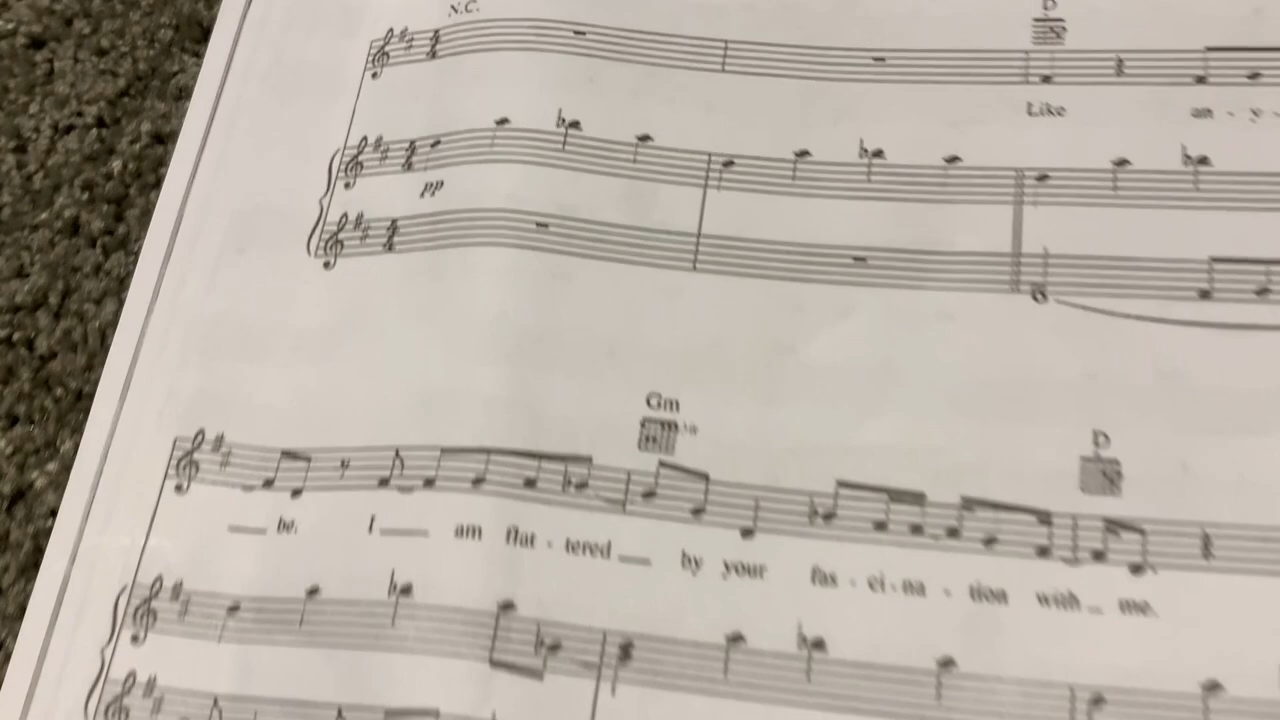 N.C.
D
Like an - y -
pp
Gm
D
be. I am flat - tered by your fas - ci - na - tion with me.